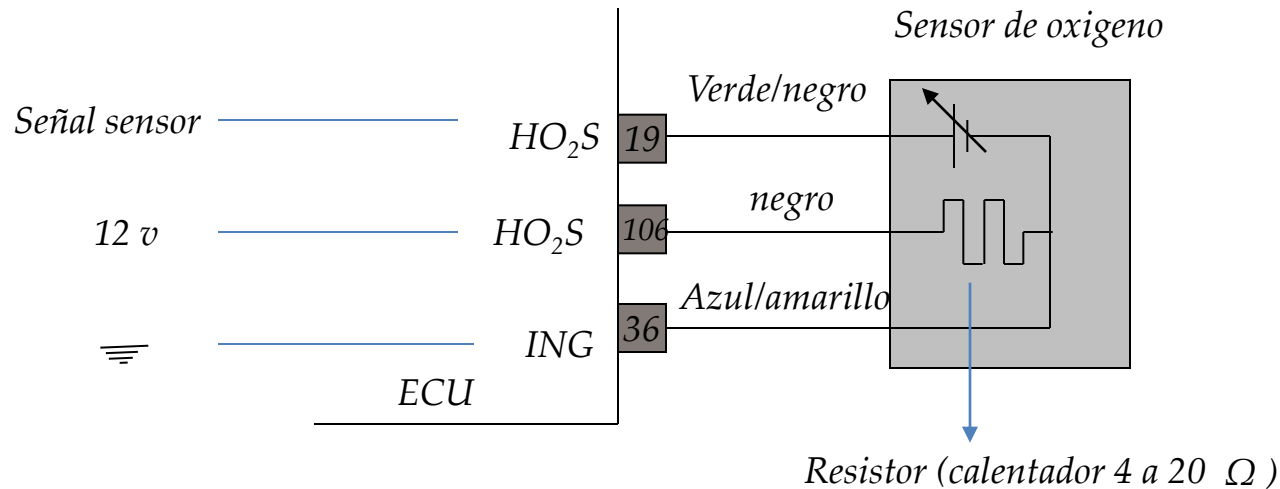 Sensor de oxigeno
Verde/negro
Señal sensor
HO₂S
19
negro
12 v
HO₂S
106
Azul/amarillo
ING
36
ECU
Resistor (calentador 4 a 20 Ω )